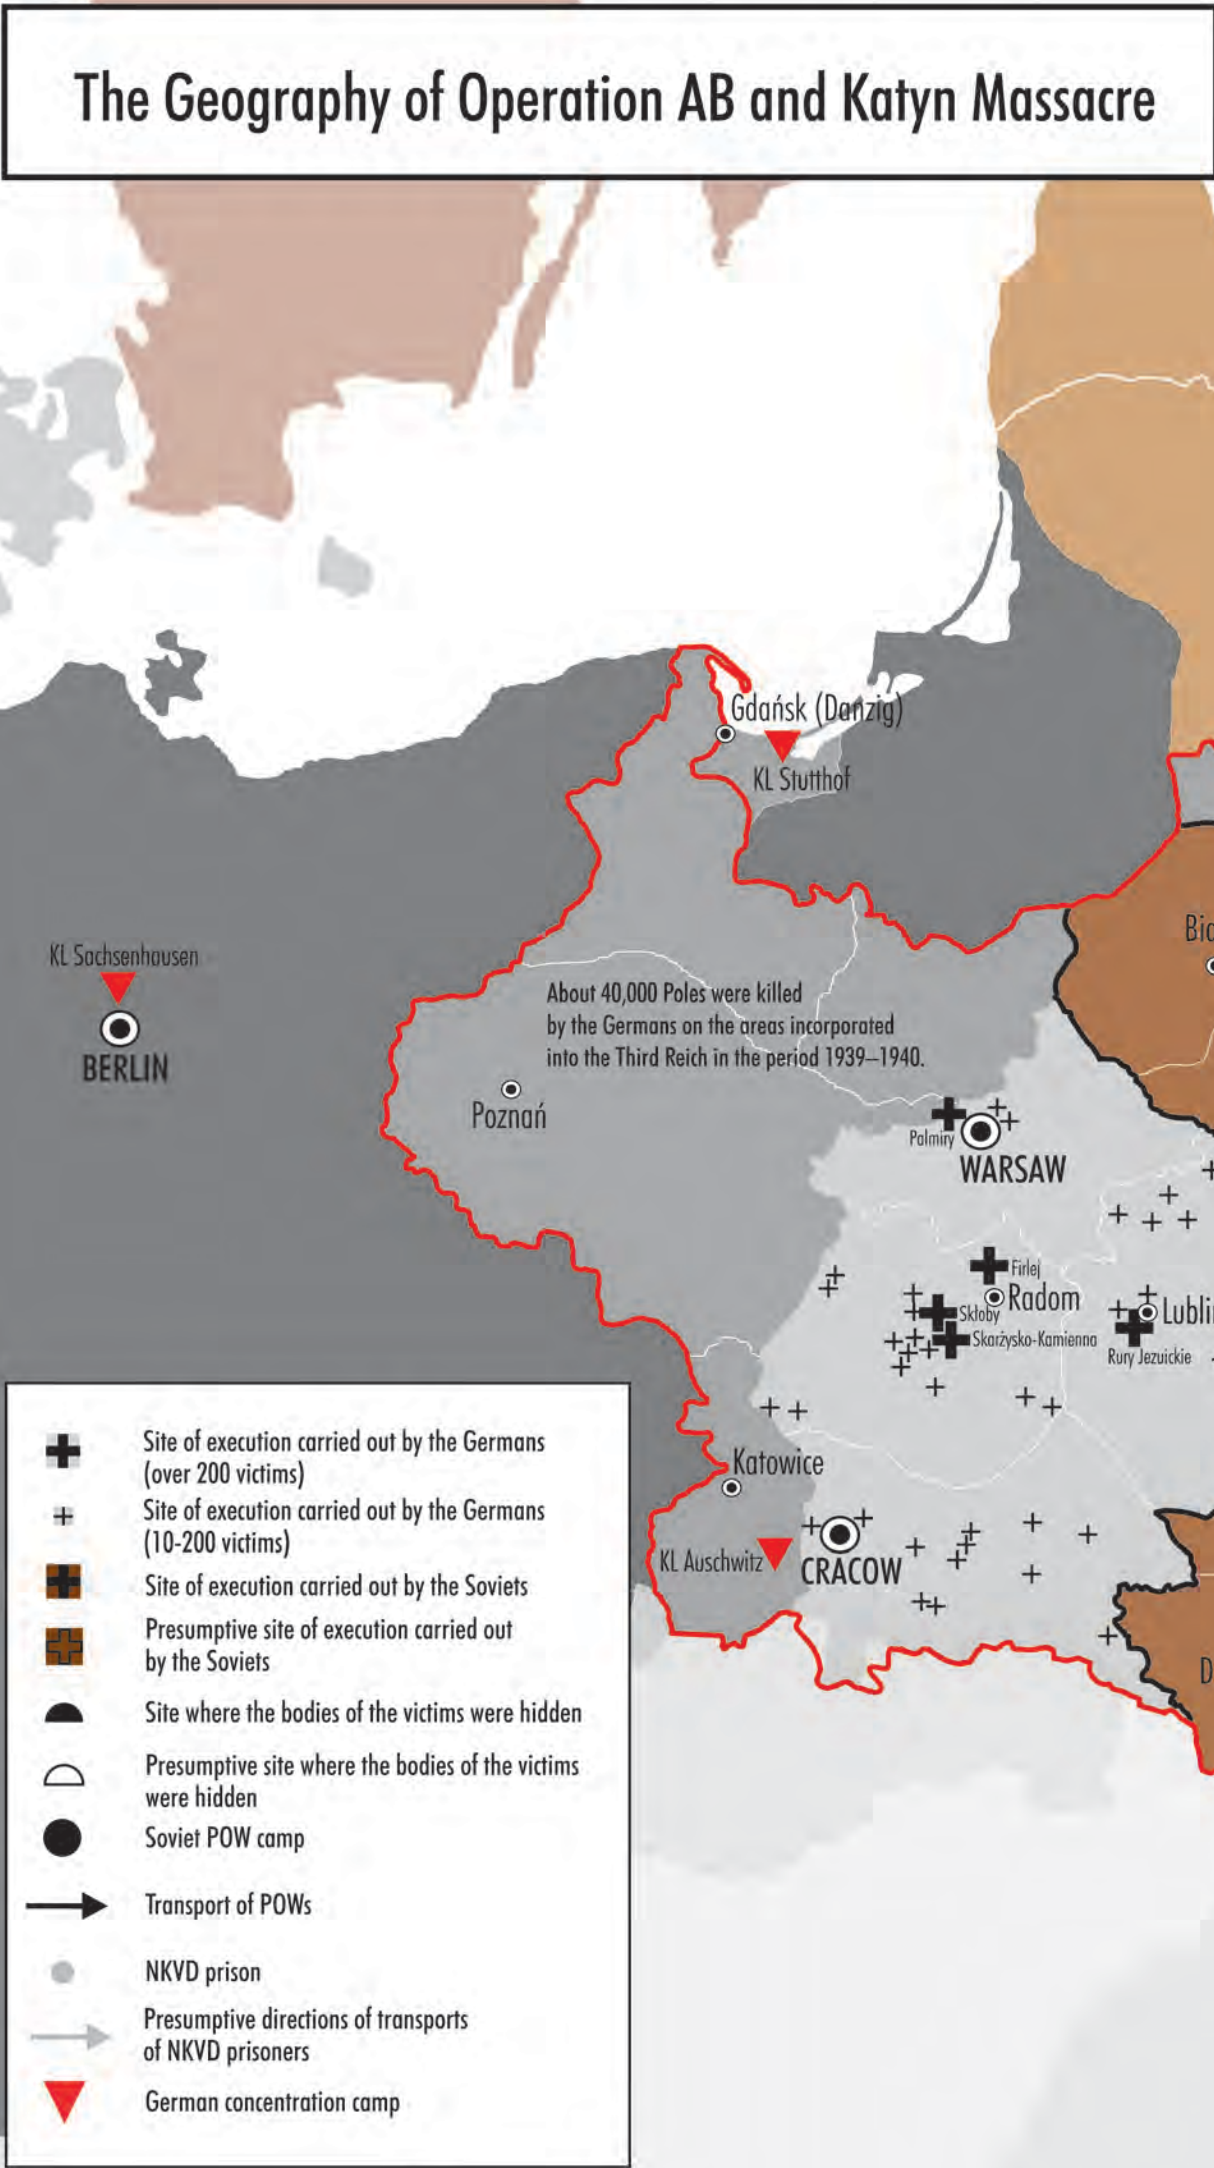 The Geography of Operation AB and Katyn Massacre
Gdańsk (Danzig)
KL Stutthof
Bia
KL Sachsenhausen
BERLIN
About 40,000 Poles were killed
by the Germans on the areas incorporated
into the Third Reich in the period 1939–1940.
Poznań
Palmiry
WARSAW
Firlej
Radom
Skłoby
Lubli
Skarżysko-Kamienna
Rury Jezuickie
Katowice
KL Auschwitz
CRACOW
D
Site of execution carried out by the Germans
(over 200 victims)
Site of execution carried out by the Germans
(10-200 victims)
Site of execution carried out by the Soviets
Presumptive site of execution carried out
by the Soviets
Site where the bodies of the victims were hidden
Presumptive site where the bodies of the victims
were hidden
Soviet POW camp
Transport of POWs
NKVD prison
Presumptive directions of transports
of NKVD prisoners
German concentration camp